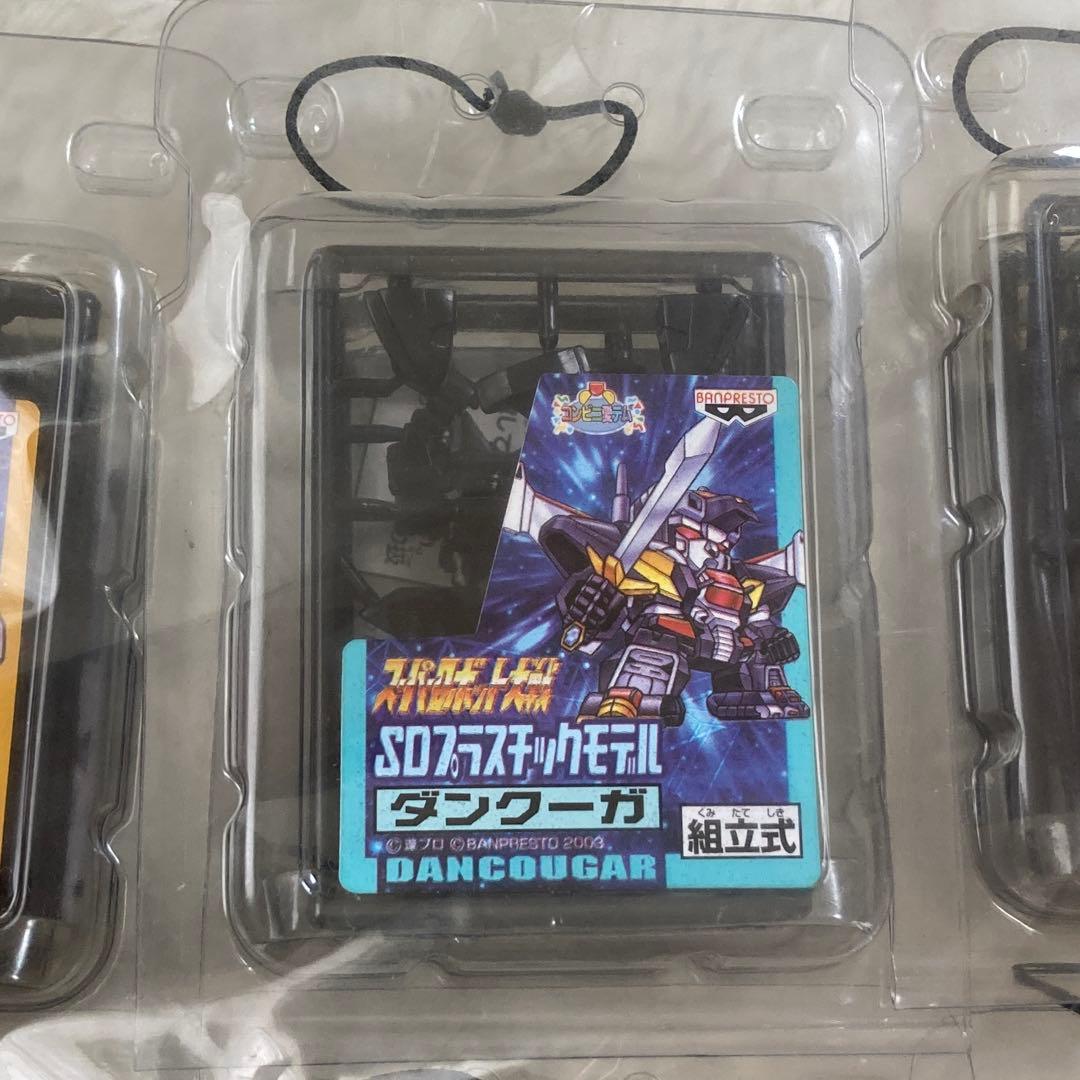 コンビニ愛テム
BANPRESTO
スーパーロボット大戦
SDプラスチックモデル
ダンクーガ
くみ たて しき
組立式
©葦プロ ©BANPRESTO 2003
DANCOUGAR
PRESTO